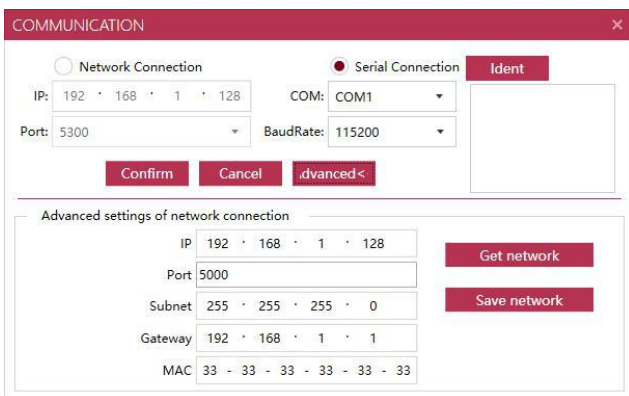 COMMUNICATION ×
Network Connection Serial Connection Ident
IP: 192 · 168 · 1 · 128 COM: COM1
Port: 5300 BaudRate: 115200
Confirm Cancel .dvanced<
Advanced settings of network connection
IP 192 · 168 · 1 · 128
Get network
Port 5000
Subnet 255 · 255 · 255 · 0
Save network
Gateway 192 · 168 · 1 · 1
MAC 33 - 33 - 33 - 33 - 33 - 33